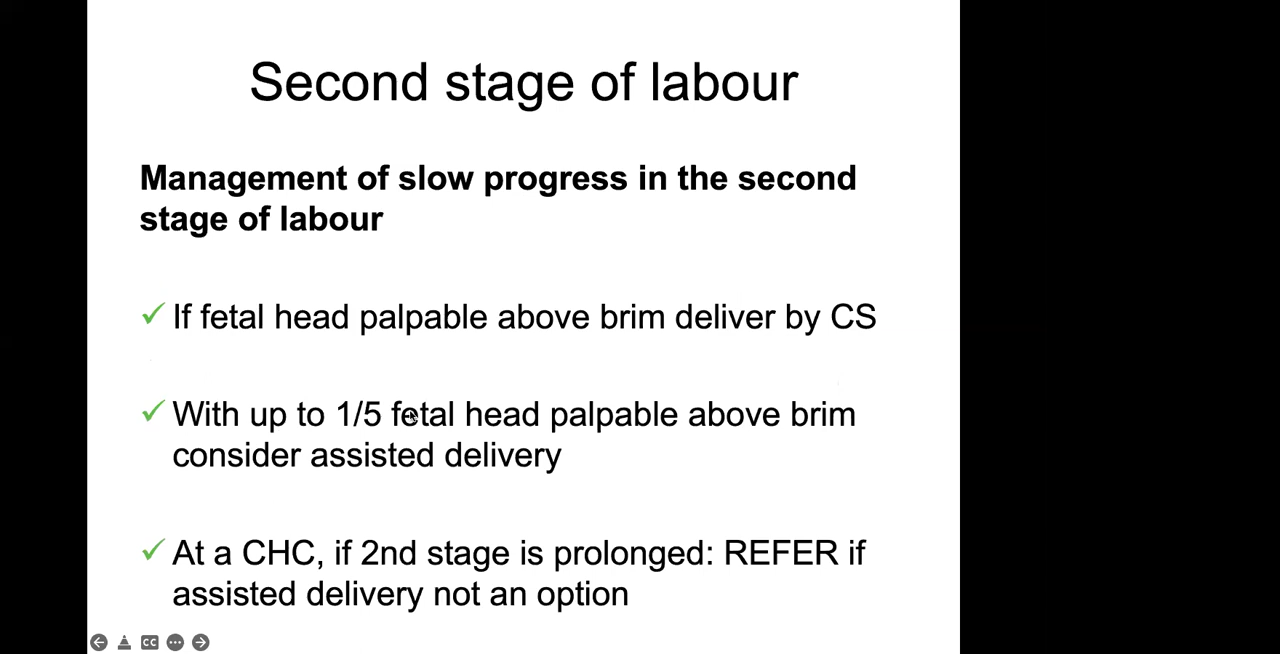 Second stage of labour
Management of slow progress in the second
stage of labour
✓ If fetal head palpable above brim deliver by CS
✓ With up to 1/5 fetal head palpable above brim
consider assisted delivery
✓ At a CHC, if 2nd stage is prolonged: REFER if
assisted delivery not an option
CC